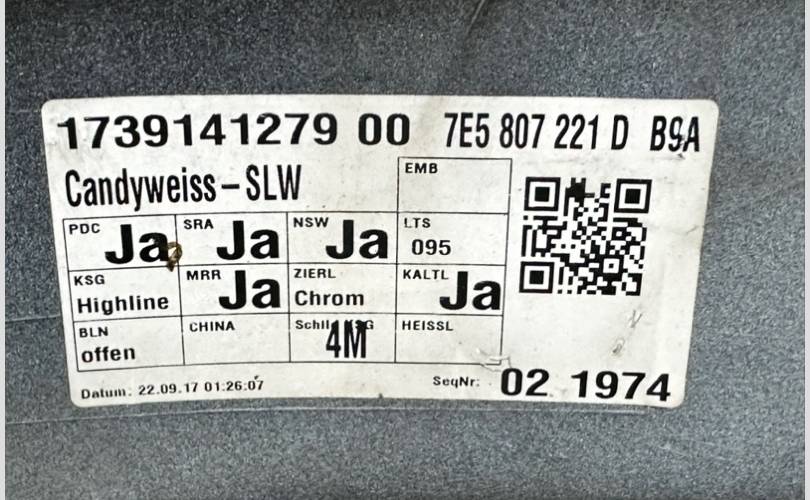 1739141279 00 7E5 807 221 D B9A
Candyweiss-SLW
EMB
PDC Ja SRA Ja NSW Ja LTS 095
KSG Highline MRR Ja ZIERL Chrom KALTL Ja
BLN offen CHINA 4M HEISSL
Datum: 22.09.17 01:26:07 SeqNr: 02 1974